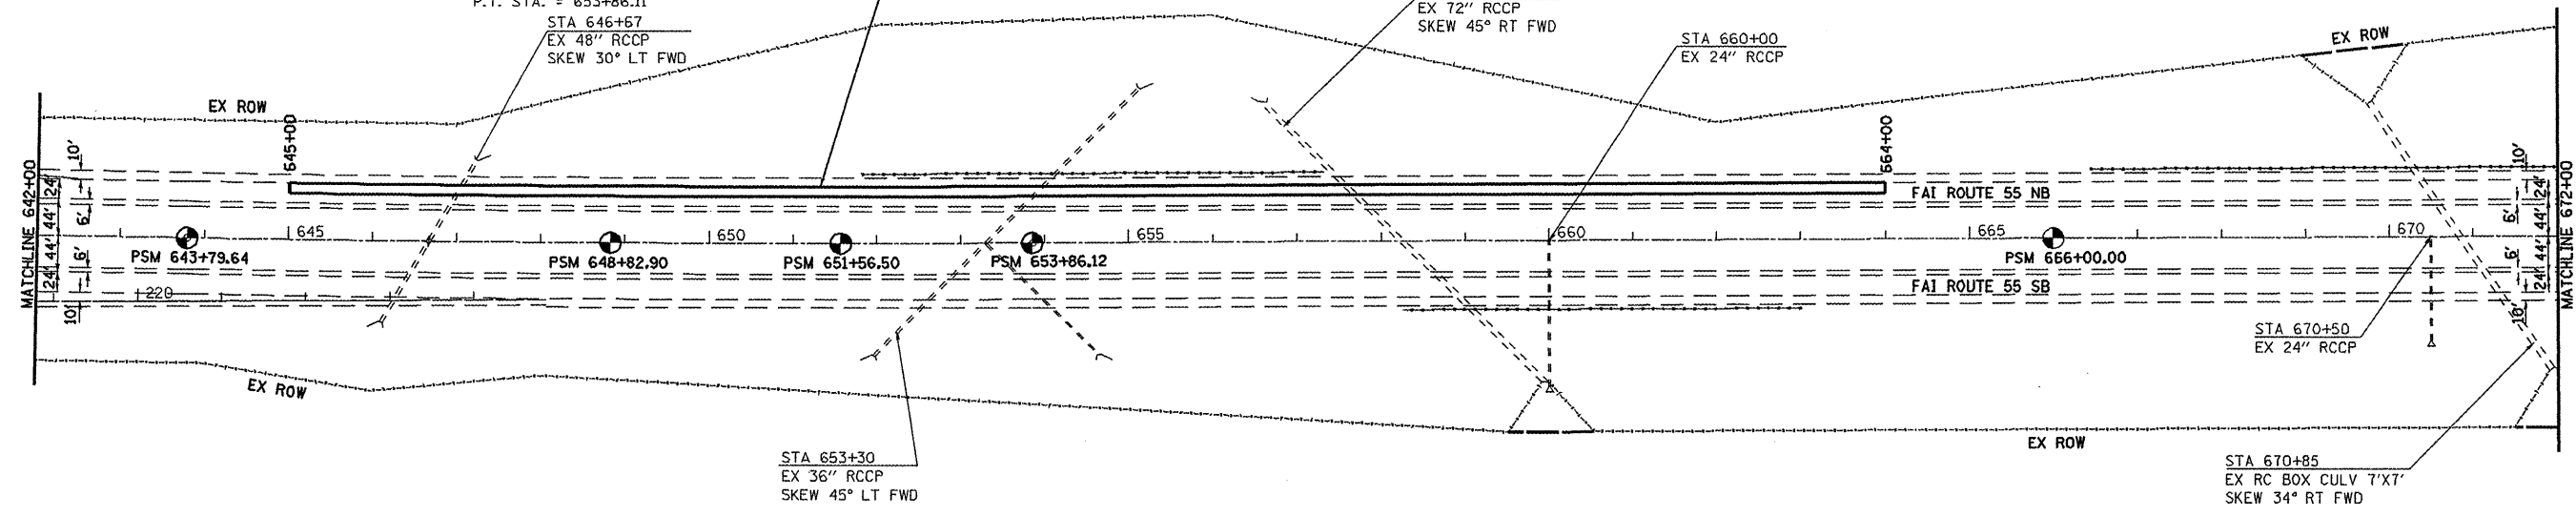 P.T. STA. = 653+86.11
STA 646+67
EX 48" RCCP
SKEW 30° LT FWD
EX 72" RCCP
SKEW 45° RT FWD
STA 660+00
EX 24" RCCP
EX ROW
EX ROW
645+00
664+00
MATCHLINE 642+00
10'
24'
44'
6'
44'
6'
24'
10'
FAI ROUTE 55 NB
645
650
655
660
665
670
PSM 643+79.64
PSM 648+82.90
PSM 651+56.50
PSM 653+86.12
PSM 666+00.00
220
FAI ROUTE 55 SB
10'
24'
44'
6'
44'
6'
24'
10'
MATCHLINE 672+00
STA 670+50
EX 24" RCCP
EX ROW
EX ROW
STA 653+30
EX 36" RCCP
SKEW 45° LT FWD
STA 670+85
EX RC BOX CULV 7'X7'
SKEW 34° RT FWD